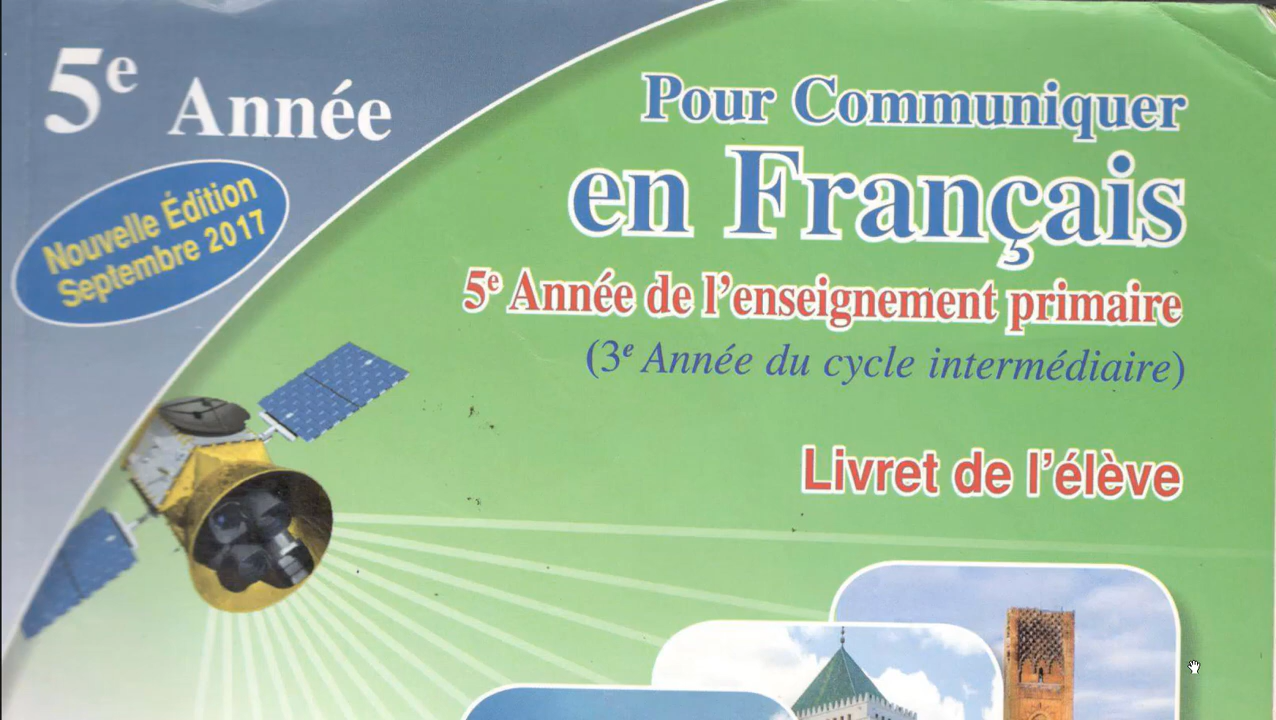 5e Année
Nouvelle Édition
Septembre 2017
Pour Communiquer
en Français
5e Année de l'enseignement primaire
(3e Année du cycle intermédiaire)
Livret de l'élève